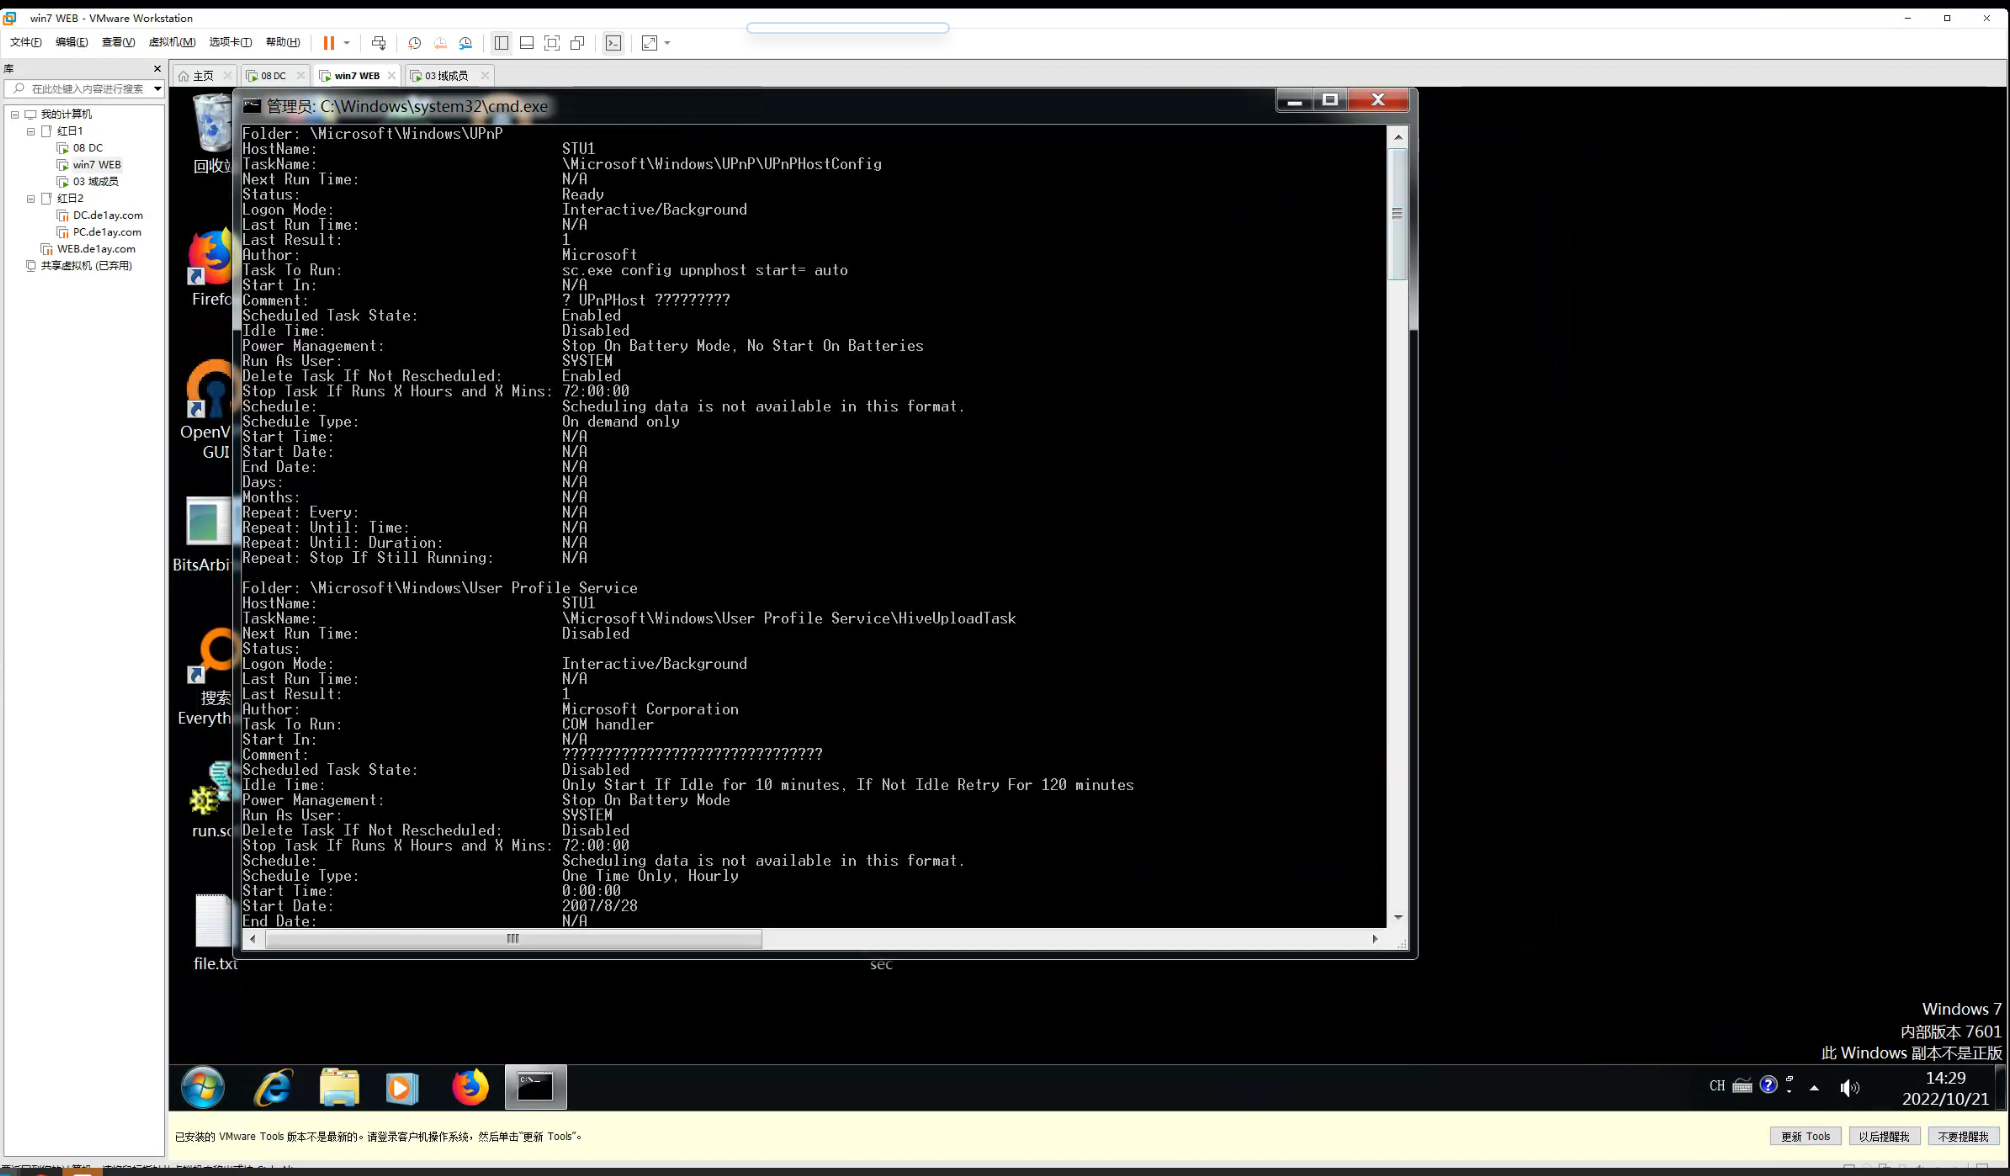 win7 WEB - VMware Workstation
文件(F) 编辑(E) 查看(V) 虚拟机(M) 选项卡(T) 帮助(H)
库
在此处键入内容进行搜索
主页
08 DC
win7 WEB
03 域成员
我的计算机
红日1
08 DC
win7 WEB
03 域成员
红日2
DC.de1ay.com
PC.de1ay.com
WEB.de1ay.com
共享虚拟机 (已弃用)
回收站
Firefo
OpenV
GUI
BitsArbi
搜索
Everyth
run.sc
file.txt
管理员: C:\Windows\system32\cmd.exe
Folder: \Microsoft\Windows\UPnP
HostName: STU1
TaskName: \Microsoft\Windows\UPnP\UPnPHostConfig
Next Run Time: N/A
Status: Ready
Logon Mode: Interactive/Background
Last Run Time: N/A
Last Result: 1
Author: Microsoft
Task To Run: sc.exe config upnphost start= auto
Start In: N/A
Comment: ? UPnPHost ?????????
Scheduled Task State: Enabled
Idle Time: Disabled
Power Management: Stop On Battery Mode, No Start On Batteries
Run As User: SYSTEM
Delete Task If Not Rescheduled: Enabled
Stop Task If Runs X Hours and X Mins: 72:00:00
Schedule: Scheduling data is not available in this format.
Schedule Type: On demand only
Start Time: N/A
Start Date: N/A
End Date: N/A
Days: N/A
Months: N/A
Repeat: Every: N/A
Repeat: Until: Time: N/A
Repeat: Until: Duration: N/A
Repeat: Stop If Still Running: N/A
Folder: \Microsoft\Windows\User Profile Service
HostName: STU1
TaskName: \Microsoft\Windows\User Profile Service\HiveUploadTask
Next Run Time: Disabled
Status:
Logon Mode: Interactive/Background
Last Run Time: N/A
Last Result: 1
Author: Microsoft Corporation
Task To Run: COM handler
Start In: N/A
Comment: ???????????????????????????????
Scheduled Task State: Disabled
Idle Time: Only Start If Idle for 10 minutes, If Not Idle Retry For 120 minutes
Power Management: Stop On Battery Mode
Run As User: SYSTEM
Delete Task If Not Rescheduled: Disabled
Stop Task If Runs X Hours and X Mins: 72:00:00
Schedule: Scheduling data is not available in this format.
Schedule Type: One Time Only, Hourly
Start Time: 0:00:00
Start Date: 2007/8/28
End Date: N/A
sec
Windows 7
内部版本 7601
此 Windows 副本不是正版
CH
14:29
2022/10/21
已安装的 VMware Tools 版本不是最新的。请登录客户机操作系统，然后单击“更新 Tools”。
更新 Tools
以后提醒我
不要提醒我